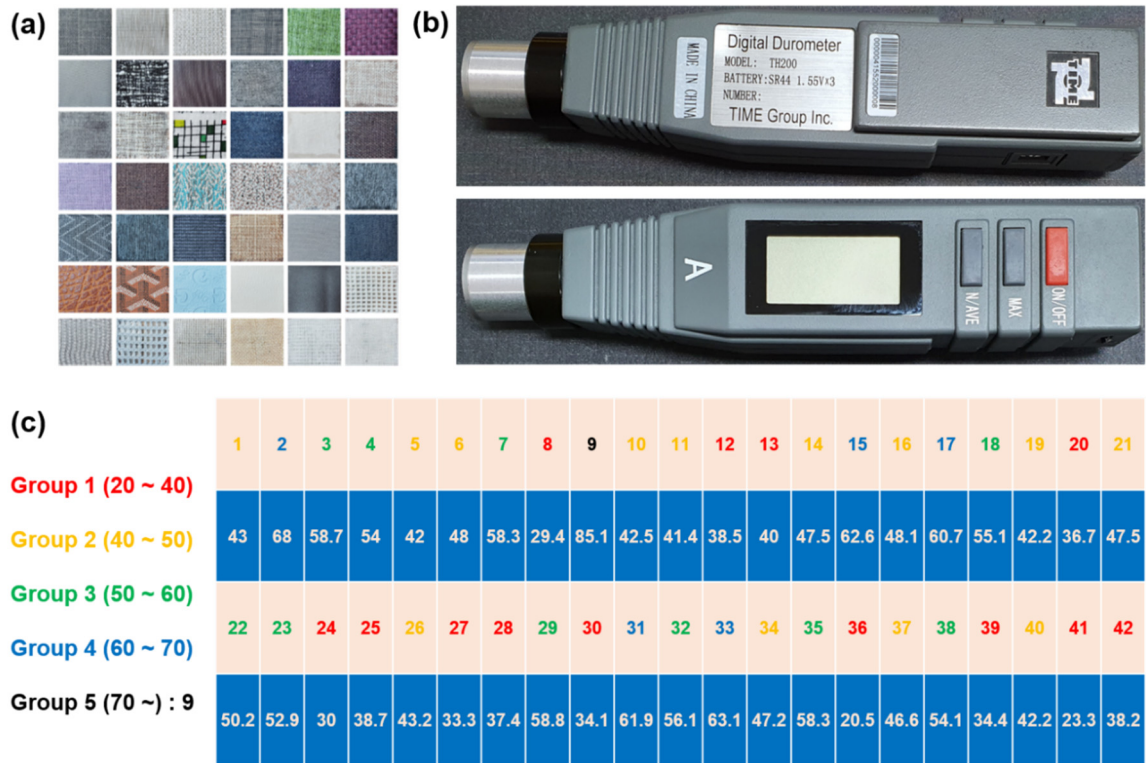 (a)
(b)
MADE IN CHINA
Digital Durometer
MODEL: TH200
BATTERY:SR44 1.55V×3
NUMBER:
TIME Group Inc.
TIME
A
N/AVE
MAX
ON/OFF
(c)
Group 1 (20 ~ 40)
Group 2 (40 ~ 50)
Group 3 (50 ~ 60)
Group 4 (60 ~ 70)
Group 5 (70 ~) : 9
1 2 3 4 5 6 7 8 9 10 11 12 13 14 15 16 17 18 19 20 21
43 68 58.7 54 42 48 58.3 29.4 85.1 42.5 41.4 38.5 40 47.5 62.6 48.1 60.7 55.1 42.2 36.7 47.5
22 23 24 25 26 27 28 29 30 31 32 33 34 35 36 37 38 39 40 41 42
50.2 52.9 30 38.7 43.2 33.3 37.4 58.8 34.1 61.9 56.1 63.1 47.2 58.3 20.5 46.6 54.1 34.4 42.2 23.3 38.2